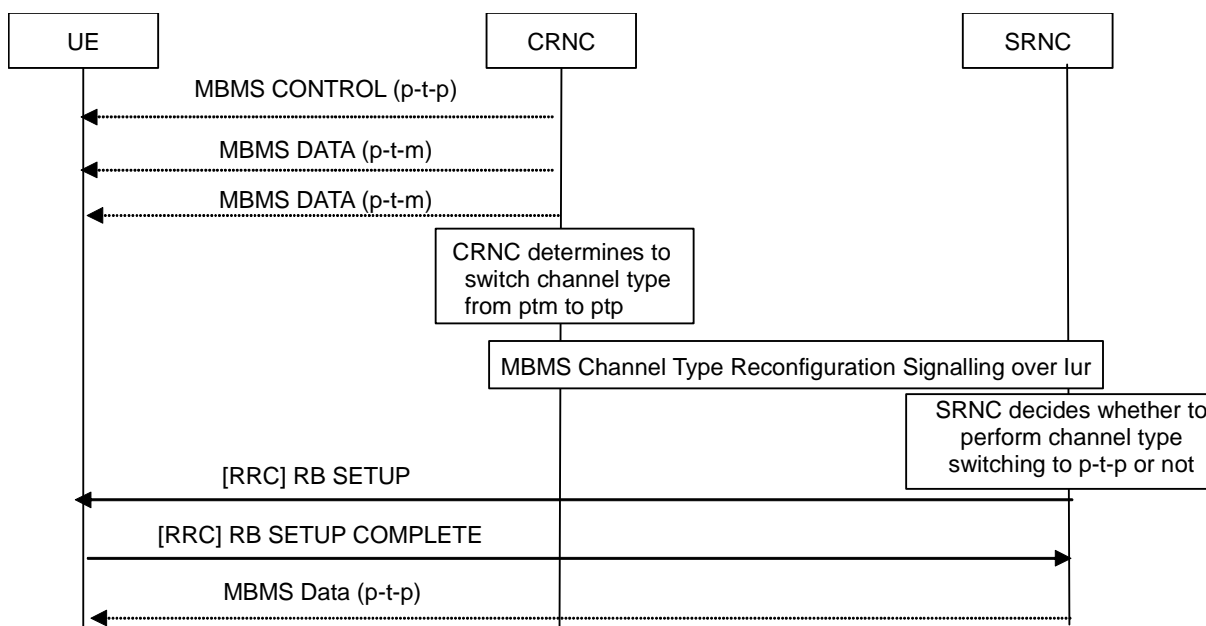 UE
CRNC
SRNC
MBMS CONTROL (p-t-p)
MBMS DATA (p-t-m)
MBMS DATA (p-t-m)
CRNC determines to
switch channel type
from ptm to ptp
MBMS Channel Type Reconfiguration Signalling over Iur
SRNC decides whether to
perform channel type
switching to p-t-p or not
[RRC] RB SETUP
[RRC] RB SETUP COMPLETE
MBMS Data (p-t-p)